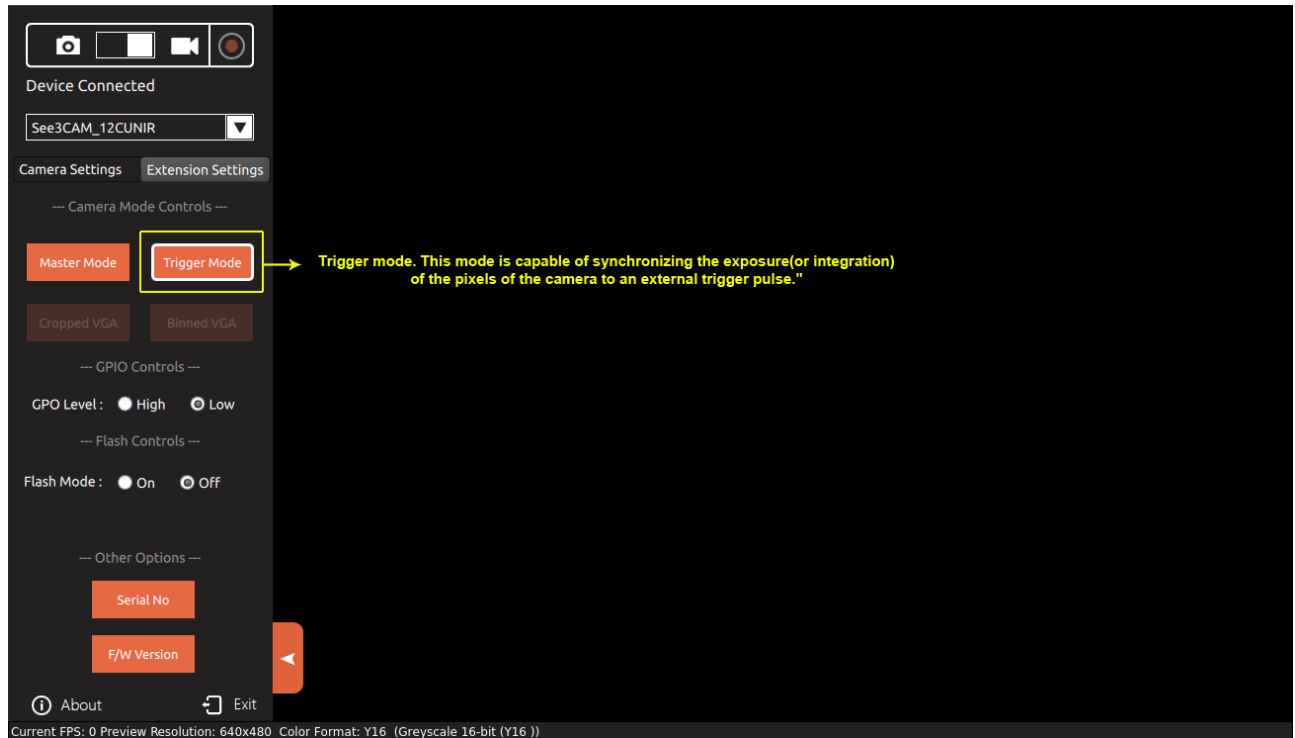 Device Connected
See3CAM_12CUNIR
Camera Settings Extension Settings
--- Camera Mode Controls ---
Master Mode Trigger Mode
Trigger mode. This mode is capable of synchronizing the exposure(or integration)
of the pixels of the camera to an external trigger pulse."
Cropped VGA Binned VGA
--- GPIO Controls ---
GPO Level : High Low
--- Flash Controls ---
Flash Mode : On Off
--- Other Options ---
Serial No
F/W Version
About Exit
Current FPS: 0 Preview Resolution: 640x480 Color Format: Y16 (Greyscale 16-bit (Y16 ))